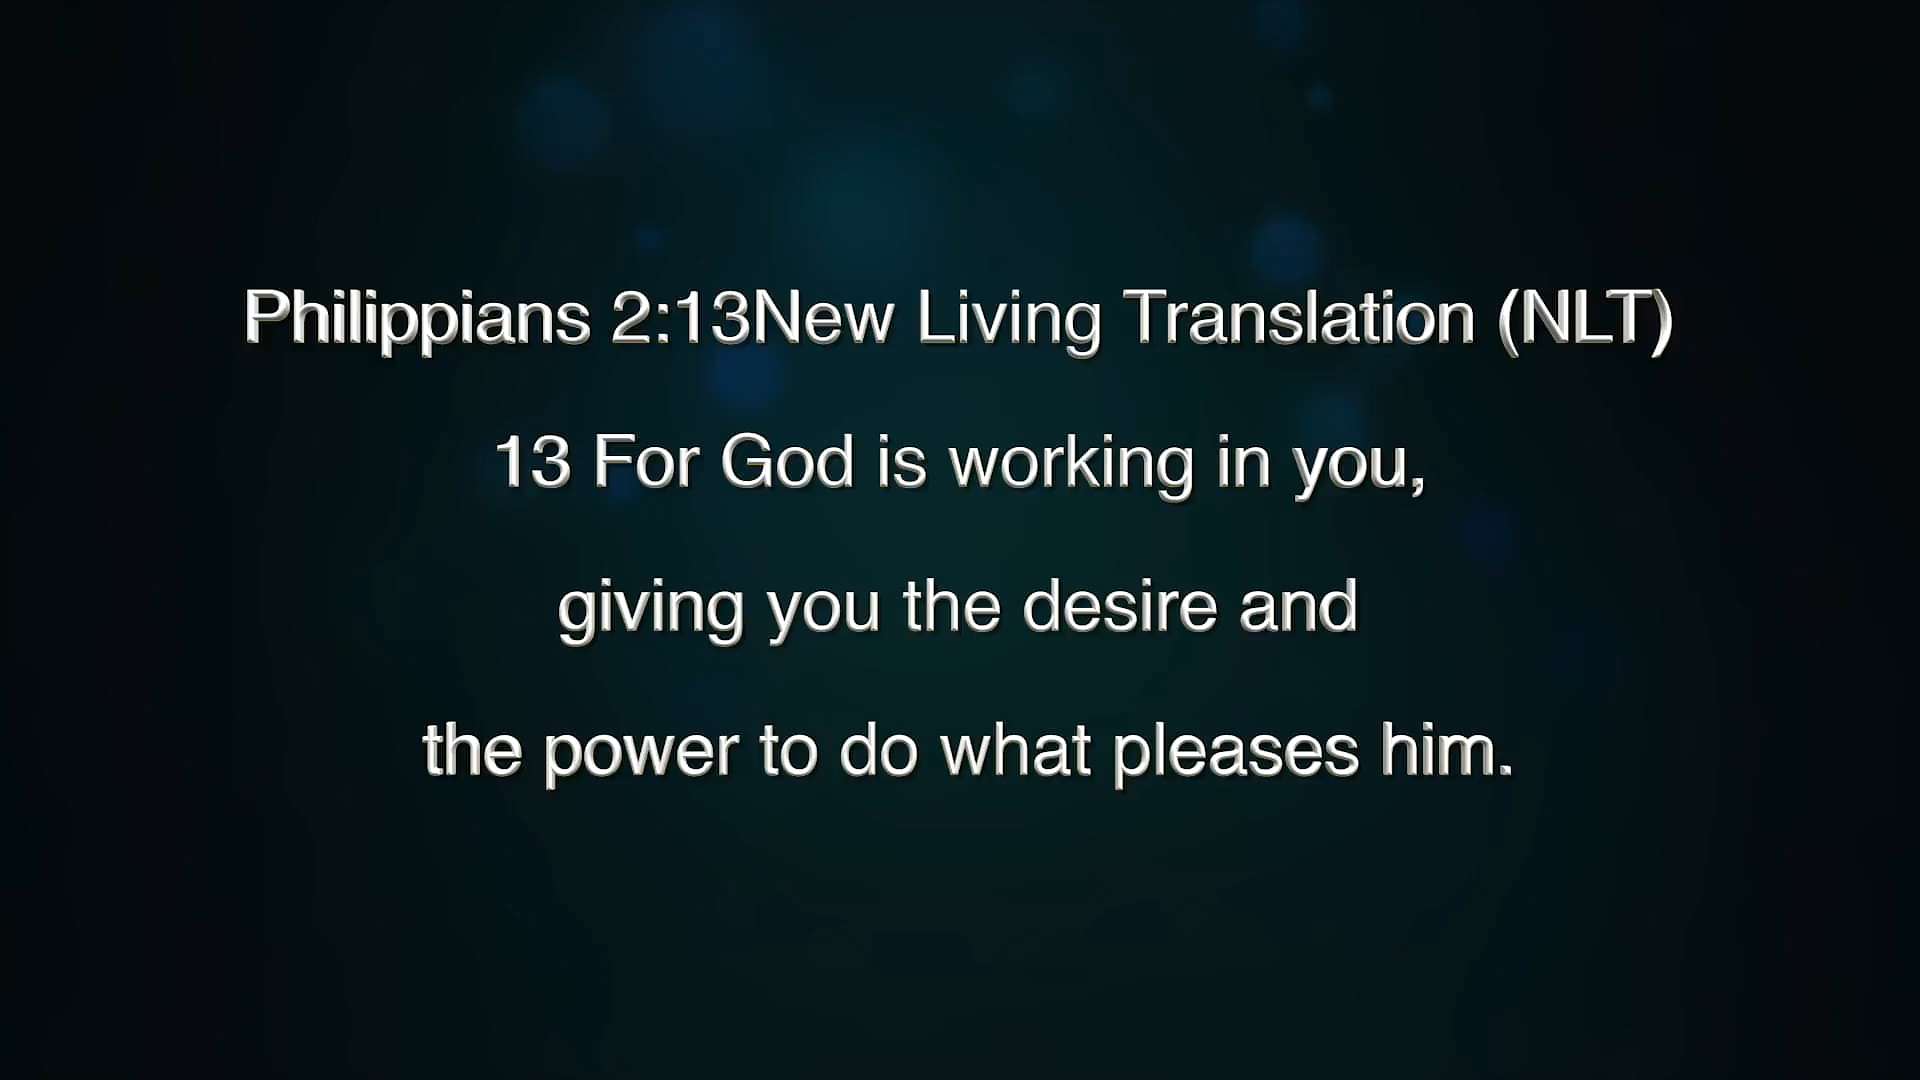 Philippians 2:13New Living Translation (NLT)
13 For God is working in you,
giving you the desire and
the power to do what pleases him.